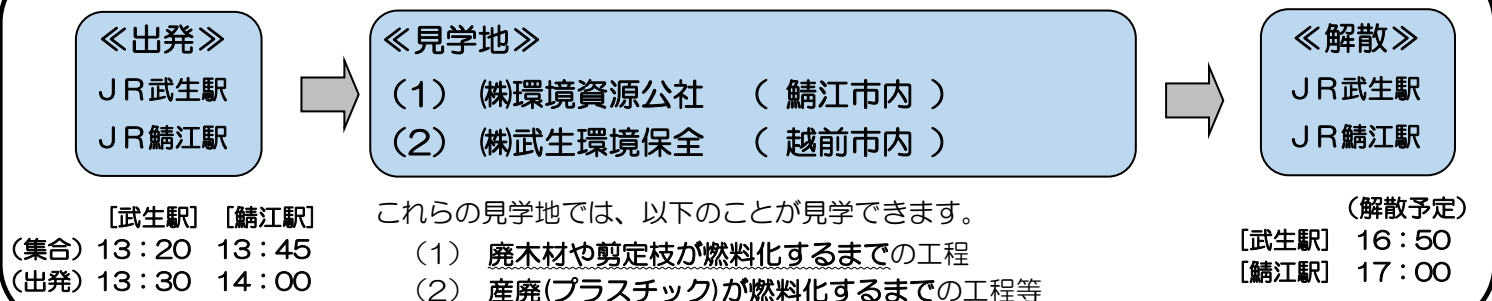 ≪出発≫
ＪＲ武生駅
ＪＲ鯖江駅
[武生駅] [鯖江駅]
(集合) 13：20 13：45
(出発) 13：30 14：00
≪見学地≫
（1） ㈱環境資源公社 （ 鯖江市内 ）
（2） ㈱武生環境保全 （ 越前市内 ）
これらの見学地では、以下のことが見学できます。
（1） 廃木材や剪定枝が燃料化するまでの工程
（2） 産廃(プラスチック)が燃料化するまでの工程等
≪解散≫
ＪＲ武生駅
ＪＲ鯖江駅
（解散予定）
[武生駅] 16：50
[鯖江駅] 17：00